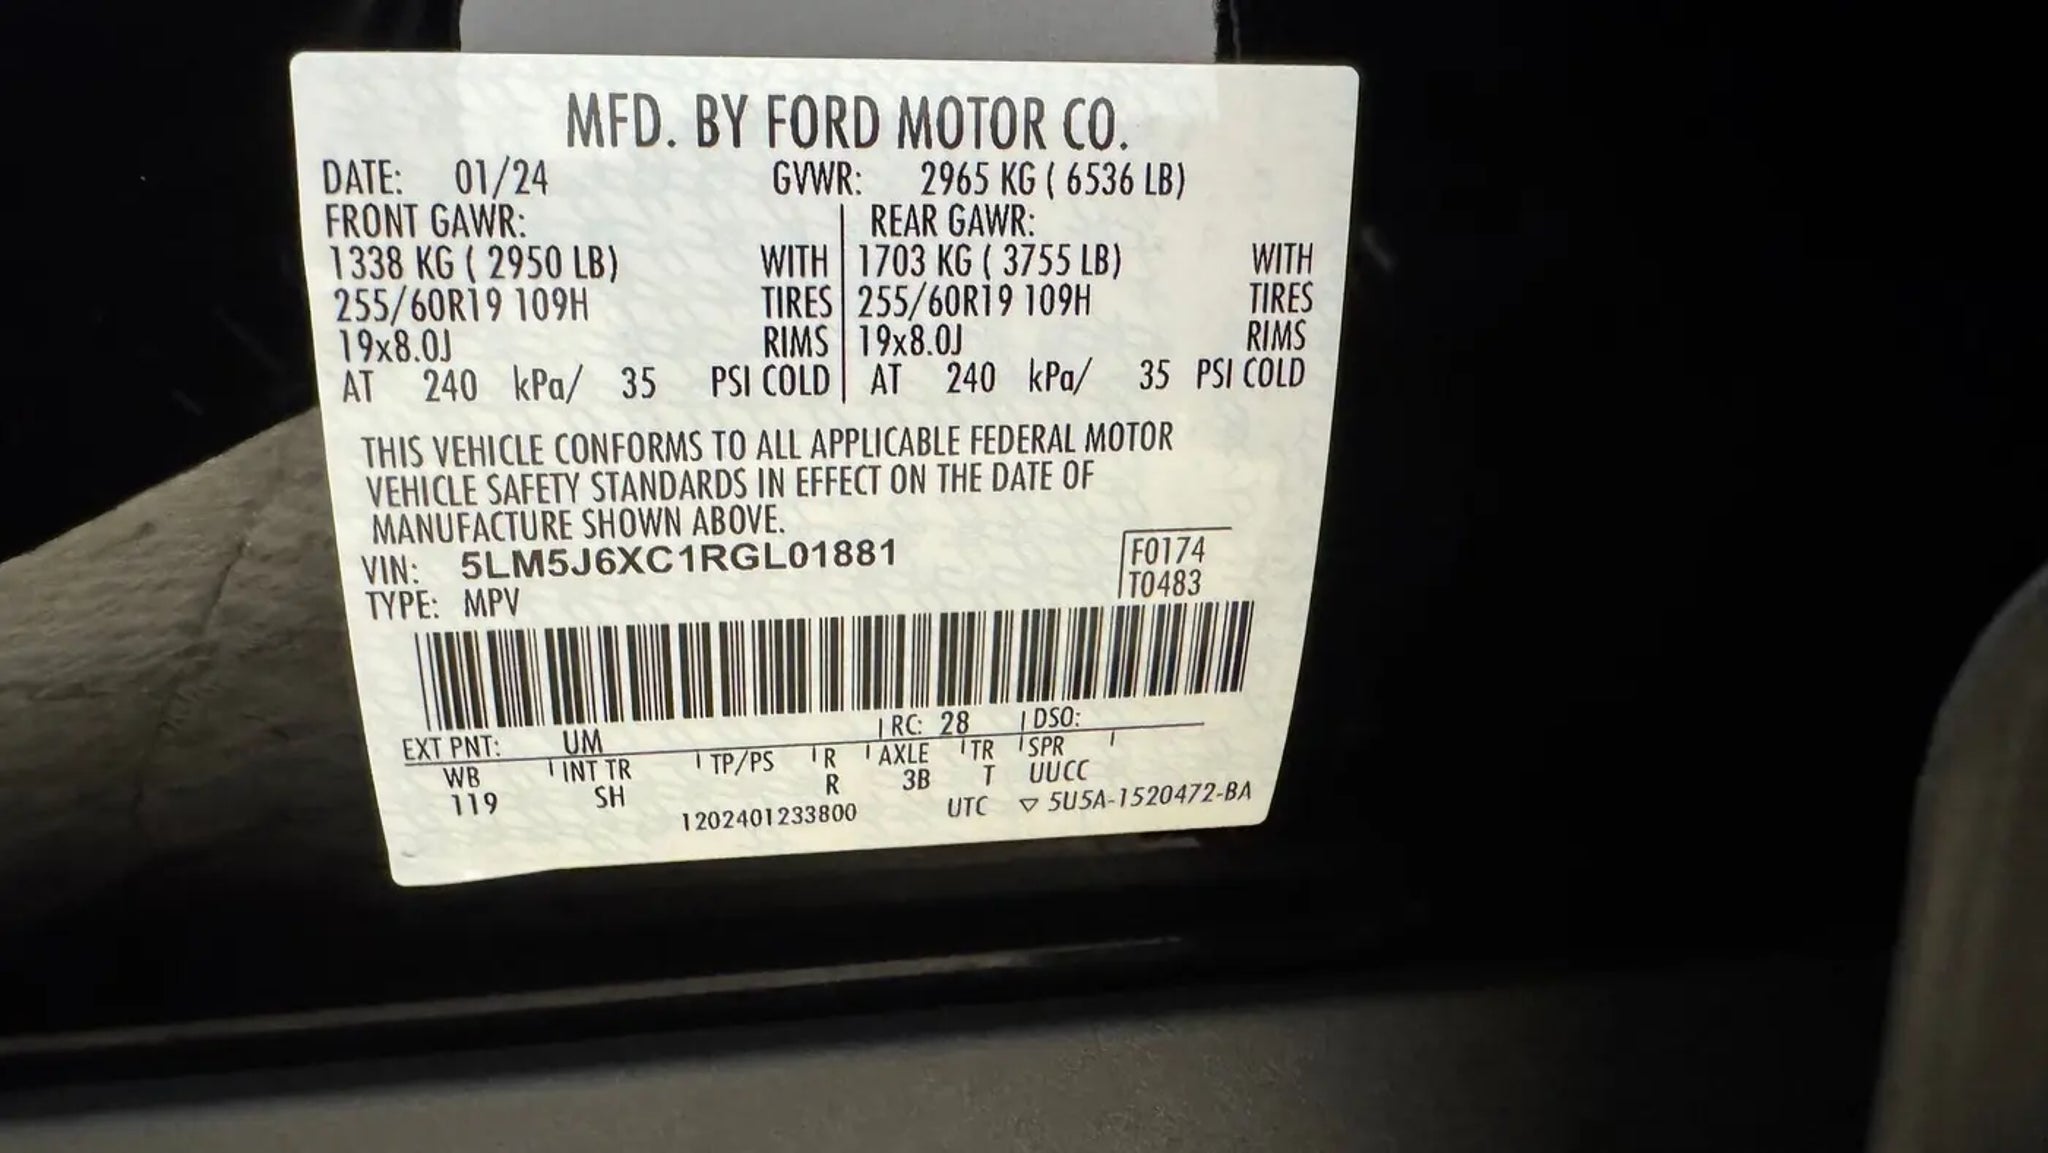 MFD. BY FORD MOTOR CO.
DATE: 01/24 GVWR: 2965 KG ( 6536 LB)
FRONT GAWR: REAR GAWR:
1338 KG ( 2950 LB) WITH 1703 KG ( 3755 LB) WITH
255/60R19 109H TIRES 255/60R19 109H TIRES
19x8.0J RIMS 19x8.0J RIMS
AT 240 kPa/ 35 PSI COLD AT 240 kPa/ 35 PSI COLD
THIS VEHICLE CONFORMS TO ALL APPLICABLE FEDERAL MOTOR
VEHICLE SAFETY STANDARDS IN EFFECT ON THE DATE OF
MANUFACTURE SHOWN ABOVE.
VIN: 5LM5J6XC1RGL01881 F0174
TYPE: MPV T0483
EXT PNT: UM RC: 28 DSO:
WB INT TR TP/PS R AXLE TR SPR
119 SH R 3B T UUCC
1202401233800 UTC ▽ 5U5A-1520472-BA